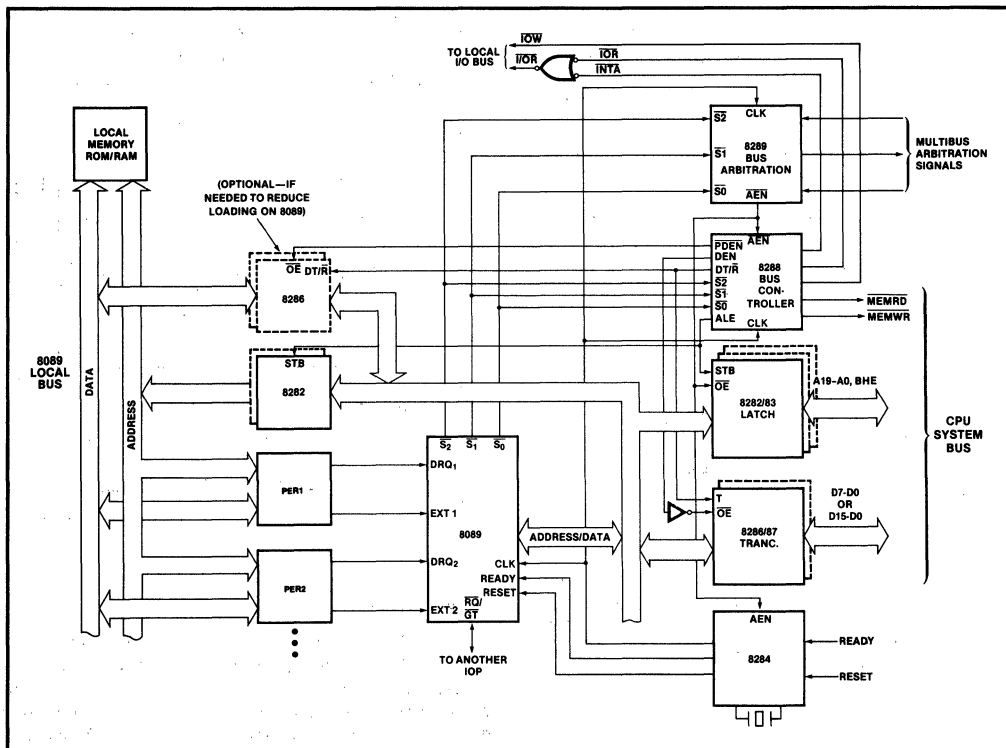 IOW
TO LOCAL
I/O BUS
I/OR
IOR
INTA
LOCAL
MEMORY
ROM/RAM
(OPTIONAL—IF
NEEDED TO REDUCE
LOADING ON 8089)
CLK
S2
S1
S0
8289
BUS
ARBITRATION
AEN
MULTIBUS
ARBITRATION
SIGNALS
OE DT/R
8286
PDEN
DEN
DT/R
S2
S1
S0
ALE
AEN
8288
BUS
CON-
TROLLER
CLK
MEMRD
MEMWR
8089
LOCAL
BUS
DATA
ADDRESS
STB
8282
STB
OE
8282/83
LATCH
A19-A0, BHE
CPU
SYSTEM
BUS
S2 S1 S0
PER1
DRQ1
EXT 1
8089
ADDRESS/DATA
T
OE
8286/87
TRANC.
D7-D0
OR
D15-D0
PER2
DRQ2
EXT 2
CLK
READY
RESET
RQ/
GT
TO ANOTHER
IOP
AEN
8284
READY
RESET